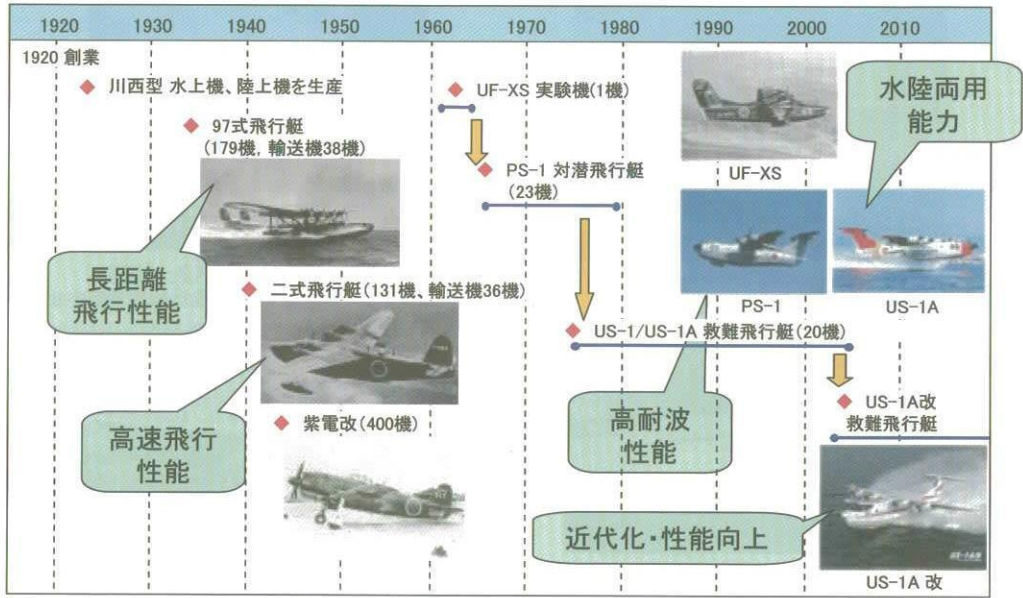 1920 1930 1940 1950 1960 1970 1980 1990 2000 2010
1920 創業
川西型 水上機、陸上機を生産
97式飛行艇
(179機, 輸送機38機)
長距離
飛行性能
二式飛行艇(131機、輸送機36機)
高速飛行
性能
紫電改(400機)
UF-XS 実験機(1機)
PS-1 対潜飛行艇
(23機)
US-1/US-1A 救難飛行艇(20機)
US-1A改
救難飛行艇
UF-XS
水陸両用
能力
PS-1
US-1A
高耐波
性能
近代化・性能向上
US-1A 改